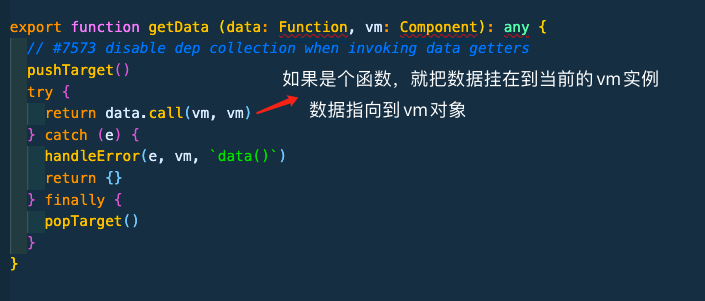 export function getData (data: Function, vm: Component): any {
// #7573 disable dep collection when invoking data getters
pushTarget()
try {
return data.call(vm, vm)
如果是个函数，就把数据挂在到当前的vm实例
数据指向到vm对象
} catch (e) {
handleError(e, vm, `data()`)
return {}
} finally {
popTarget()
}
}